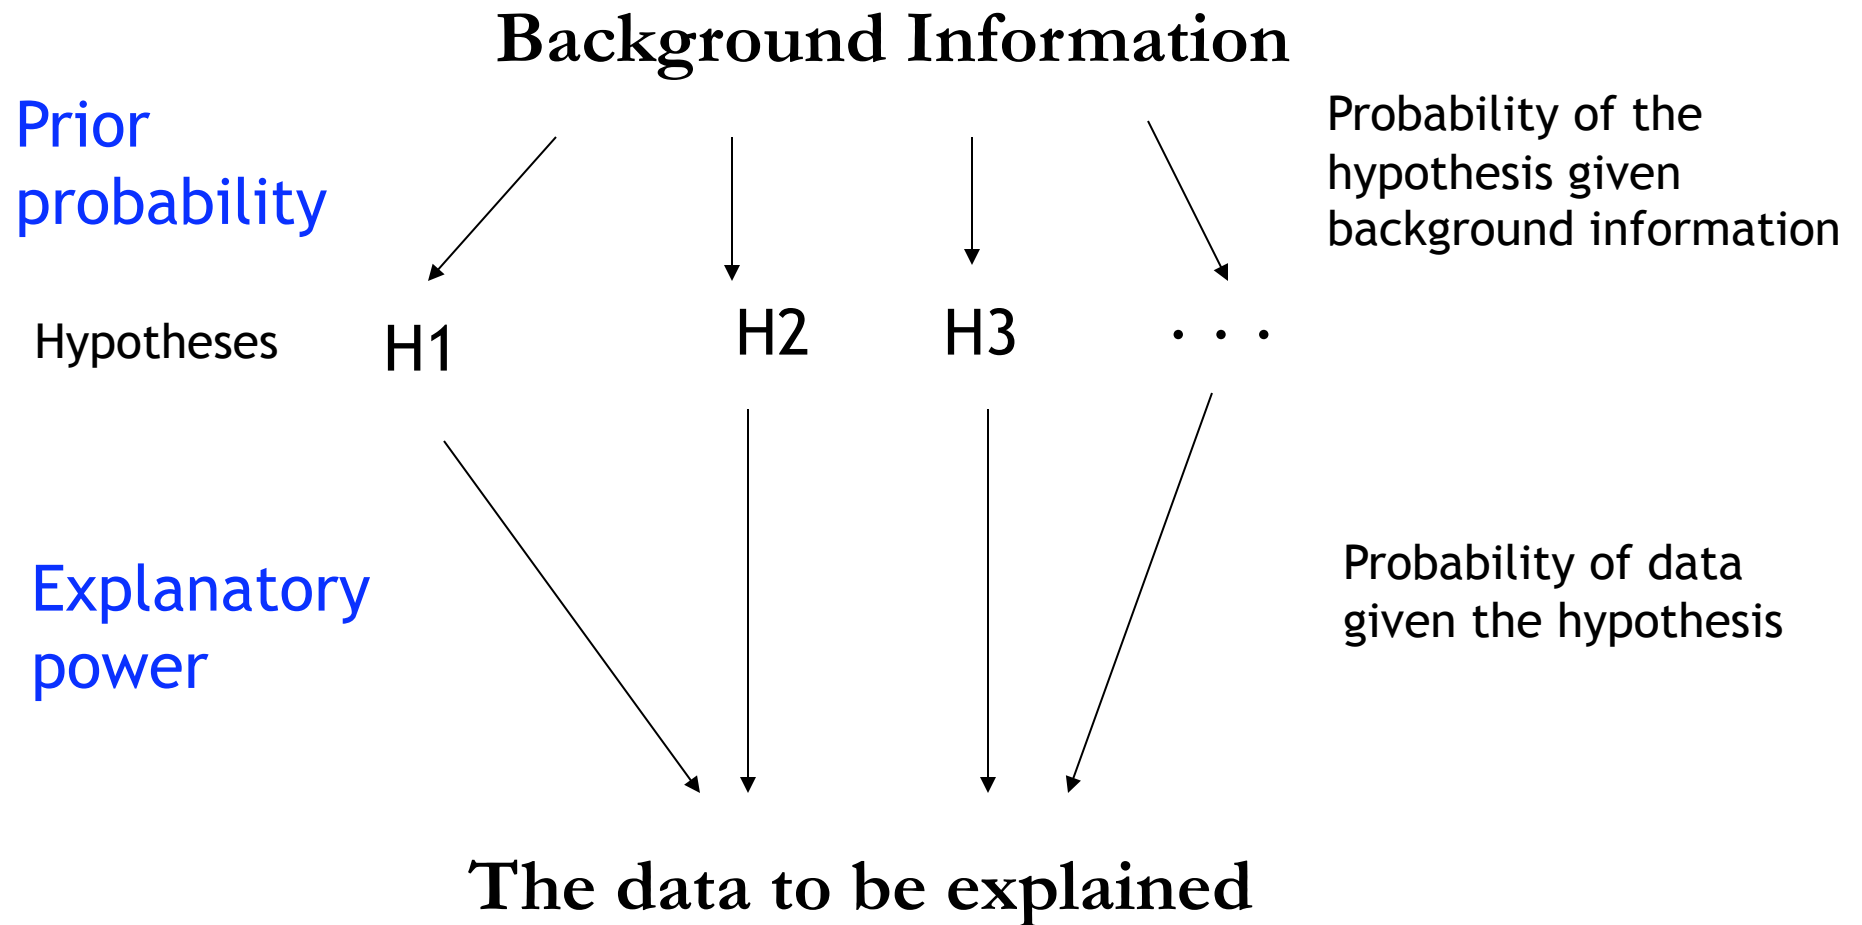 Background Information
Prior
probability
Probability of the
hypothesis given
background information
Hypotheses
H1
H2
H3
. . .
Explanatory
power
Probability of data
given the hypothesis
The data to be explained